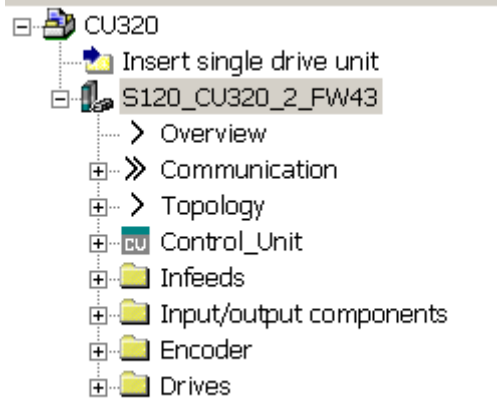 CU320
Insert single drive unit
S120_CU320_2_FW43
Overview
Communication
Topology
CU Control_Unit
Infeeds
Input/output components
Encoder
Drives